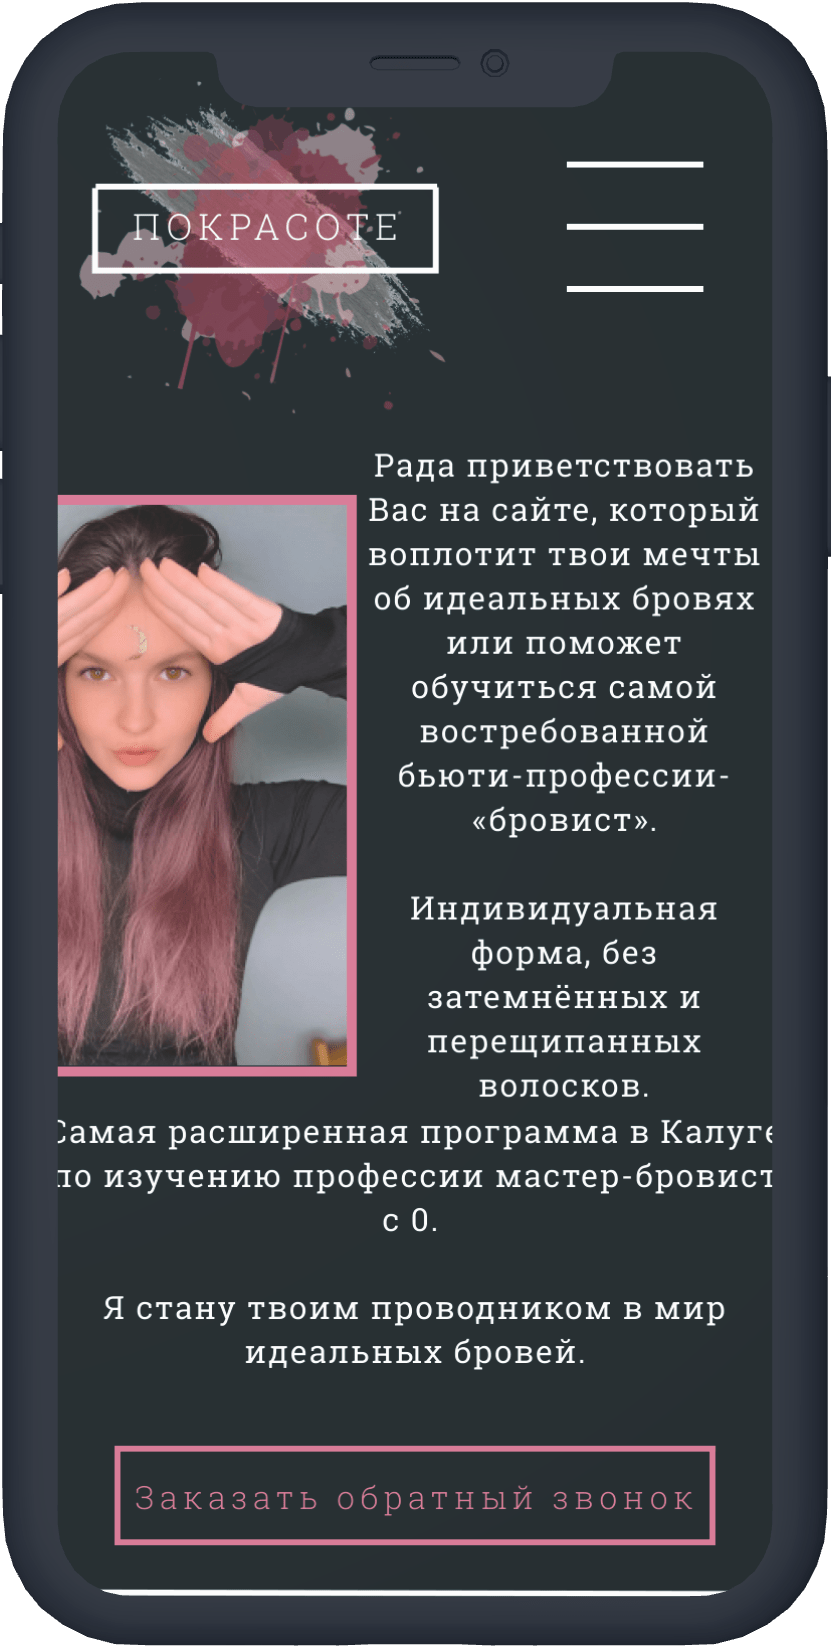 ПОКРАСОТЕ
Рада приветствовать
Вас на сайте, который
воплотит твои мечты
об идеальных бровях
или поможет
обучиться самой
востребованной
бьюти-профессии-
«бровист».
Индивидуальная
форма, без
затемнённых и
перещипанных
волосков.
Самая расширенная программа в Калуге
по изучению профессии мастер-бровист
с 0.
Я стану твоим проводником в мир
идеальных бровей.
Заказать обратный звонок